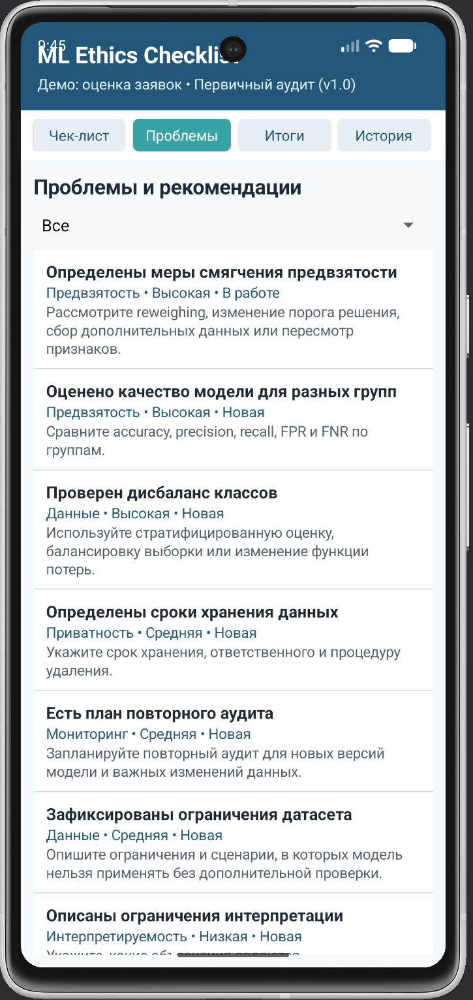 9:45
ML Ethics Checklist
Демо: оценка заявок • Первичный аудит (v1.0)
Чек-лист
Проблемы
Итоги
История
Проблемы и рекомендации
Все
Определены меры смягчения предвзятости
Предвзятость • Высокая • В работе
Рассмотрите reweighing, изменение порога решения,
сбор дополнительных данных или пересмотр
признаков.
Оценено качество модели для разных групп
Предвзятость • Высокая • Новая
Сравните accuracy, precision, recall, FPR и FNR по
группам.
Проверен дисбаланс классов
Данные • Высокая • Новая
Используйте стратифицированную оценку,
балансировку выборки или изменение функции
потерь.
Определены сроки хранения данных
Приватность • Средняя • Новая
Укажите срок хранения, ответственного и процедуру
удаления.
Есть план повторного аудита
Мониторинг • Средняя • Новая
Запланируйте повторный аудит для новых версий
модели и важных изменений данных.
Зафиксированы ограничения датасета
Данные • Средняя • Новая
Опишите ограничения и сценарии, в которых модель
нельзя применять без дополнительной проверки.
Описаны ограничения интерпретации
Интерпретируемость • Низкая • Новая
Укажите, какие объяснения являются